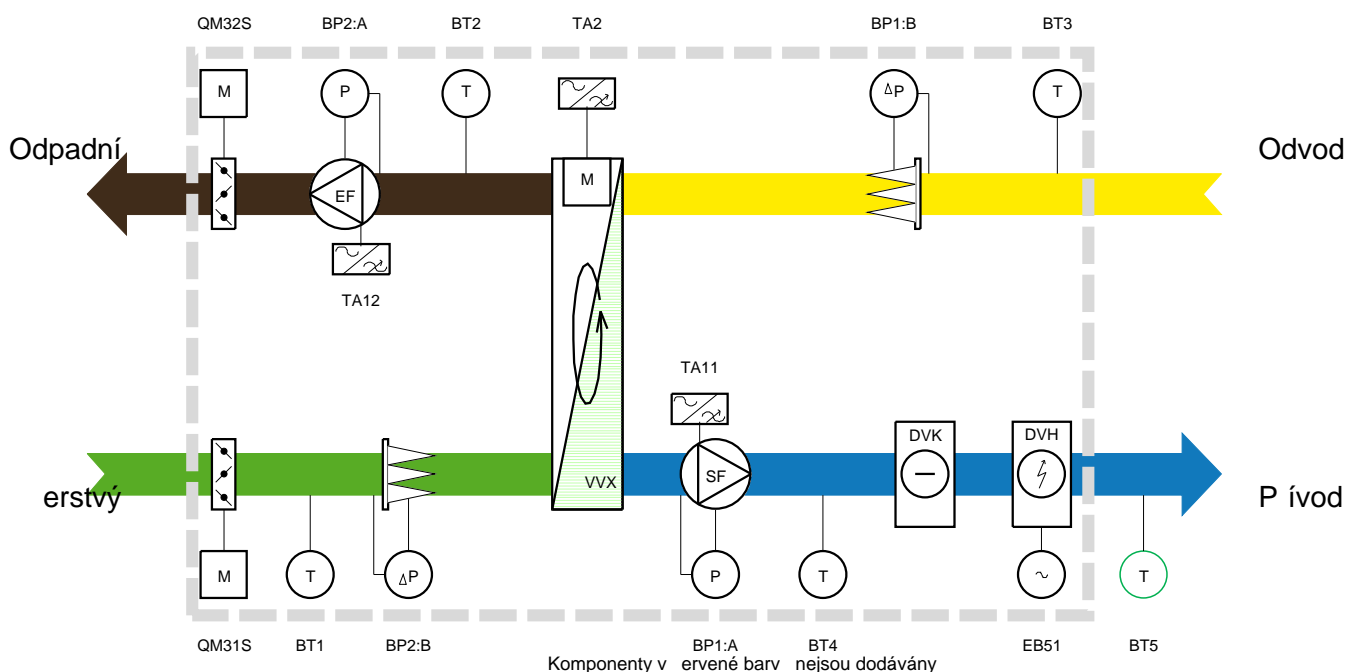 QM32S BP2:A BT2 TA2 BP1:B BT3
M P T ΔP T
Odpadní Odvod
M
EF
TA12
TA11
DVK DVH
VVX SF
erstvý P ívod
M T ΔP P T T
QM31S BT1 BP2:B BP1:A BT4 EB51 BT5
Komponenty v ervené barv nejsou dodávány